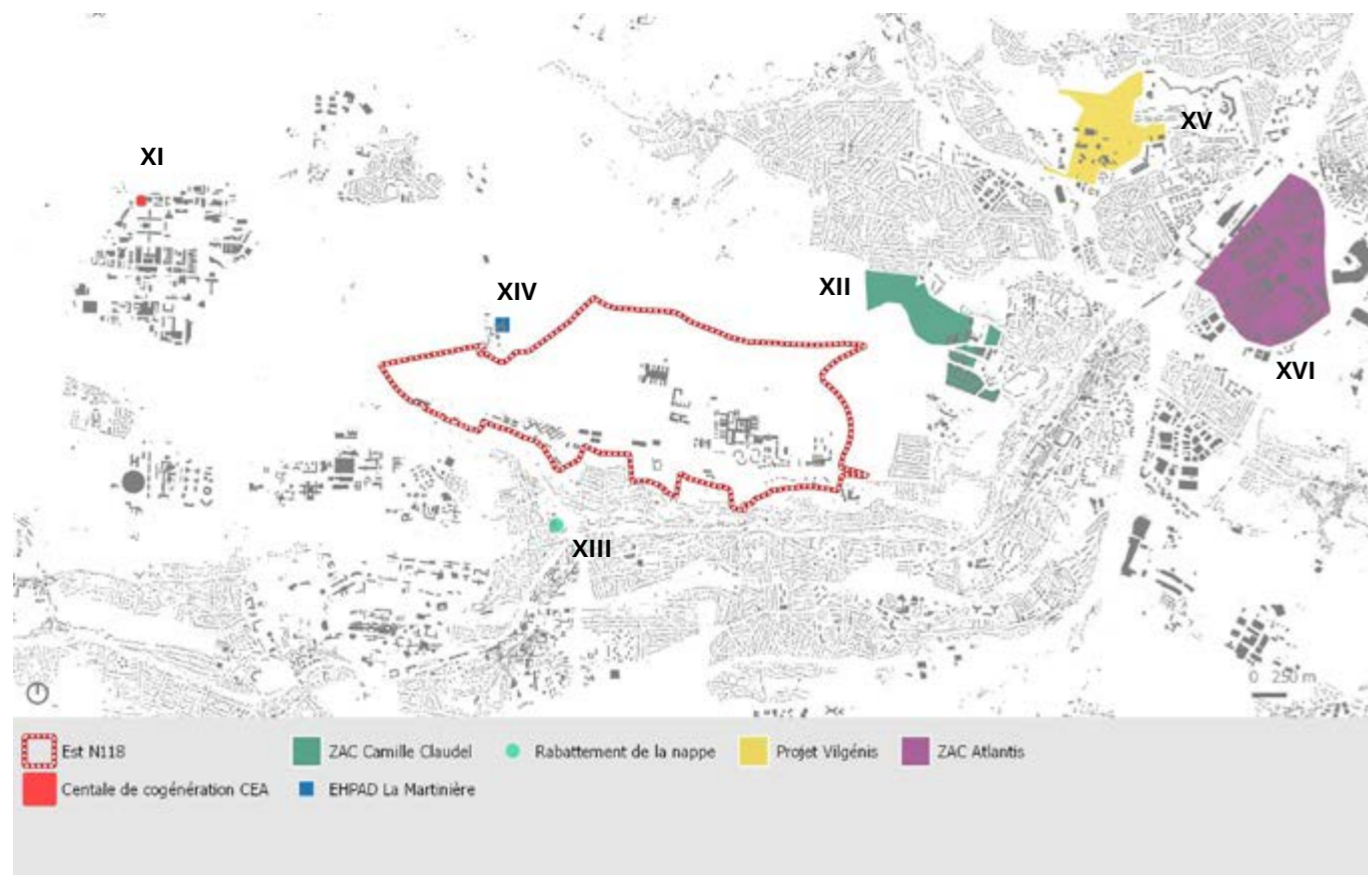 XV
XI
XIV
XII
XVI
XIII
0 250 m
Est N118
ZAC Camille Claudel
Rabattement de la nappe
Projet Vilgénis
ZAC Atlantis
Centale de cogénération CEA
EHPAD La Martinière